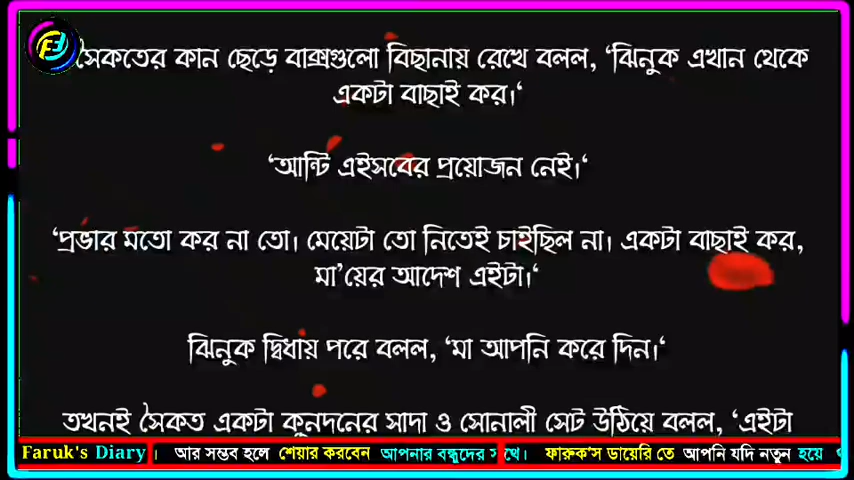 সৈকতের কান ছেড়ে বাক্সগুলো বিছানায় রেখে বলল, ‘ঝিনুক এখান থেকে
একটা বাছাই কর।‘
‘আন্টি এইসবের প্রয়োজন নেই।‘
‘প্রভার মতো কর না তো। মেয়েটা তো নিতেই চাইছিল না। একটা বাছাই কর,
মা’য়ের আদেশ এইটা।‘
ঝিনুক দ্বিধায় পরে বলল, ‘মা আপনি করে দিন।‘
তখনই সৈকত একটা কুনদনের সাদা ও সোনালী সেট উঠিয়ে বলল, ‘এইটা
Faruk's Diary আর সম্ভব হলে শেয়ার করবেন আপনার বন্ধুদের সাথে। ফারুক'স ডায়েরি তে আপনি যদি নতুন হয়ে